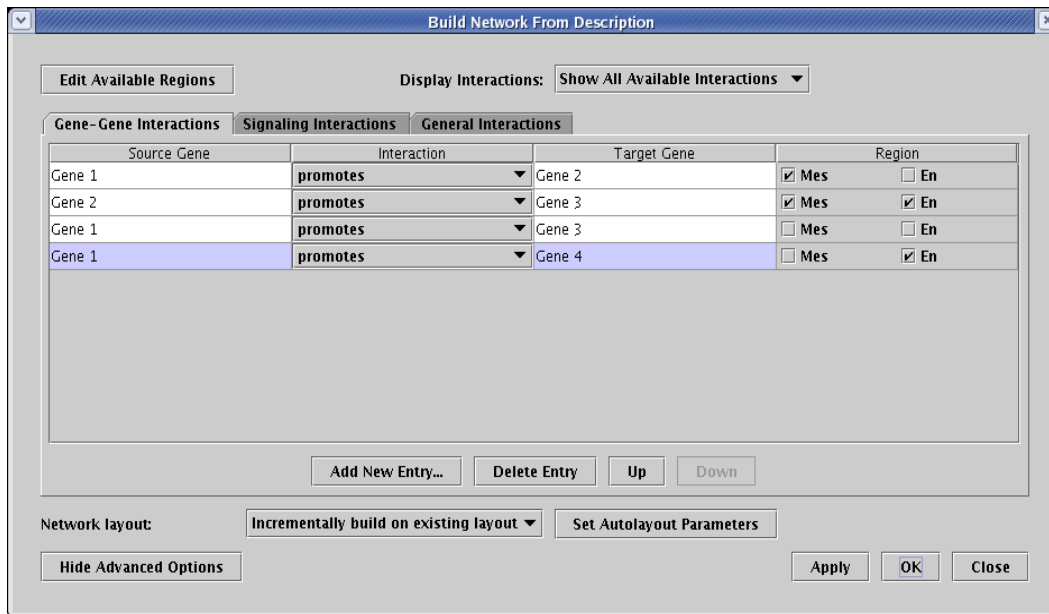 Build Network From Description
Edit Available Regions Display Interactions: Show All Available Interactions
Gene-Gene Interactions Signaling Interactions General Interactions
Source Gene Interaction Target Gene Region
Gene 1 promotes Gene 2 Mes En
Gene 2 promotes Gene 3 Mes En
Gene 1 promotes Gene 3 Mes En
Gene 1 promotes Gene 4 Mes En
Add New Entry... Delete Entry Up Down
Network layout: Incrementally build on existing layout Set Autolayout Parameters
Hide Advanced Options Apply OK Close